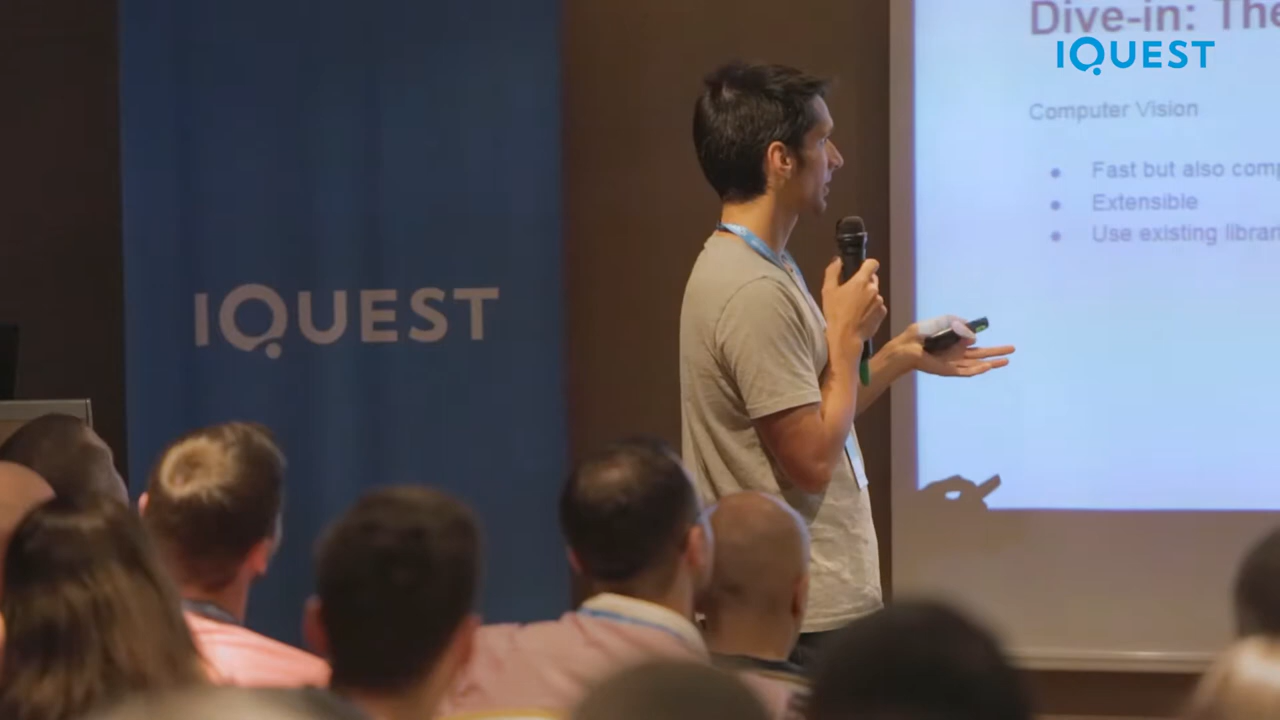 IQUEST
Dive-in: The
IQUEST
Computer Vision
• Fast but also comp
• Extensible
• Use existing librar